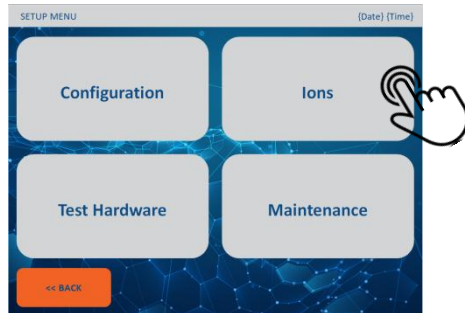 SETUP MENU {Date} {Time}
Configuration Ions
Test Hardware Maintenance
<< BACK